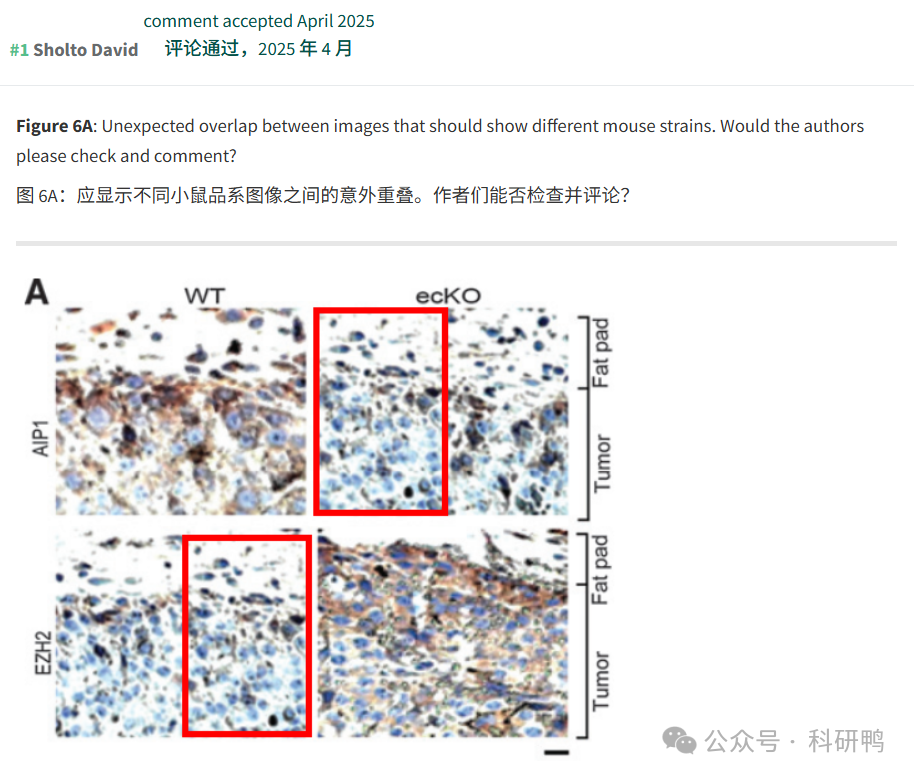 comment accepted April 2025
#1 Sholto David 评论通过，2025 年 4 月
Figure 6A: Unexpected overlap between images that should show different mouse strains. Would the authors
please check and comment?
图 6A：应显示不同小鼠品系图像之间的意外重叠。作者们能否检查并评论？
A
WT ecKO
AIP1
Fat pad
Tumor
EZH2
Fat pad
Tumor
公众号 · 科研鸭